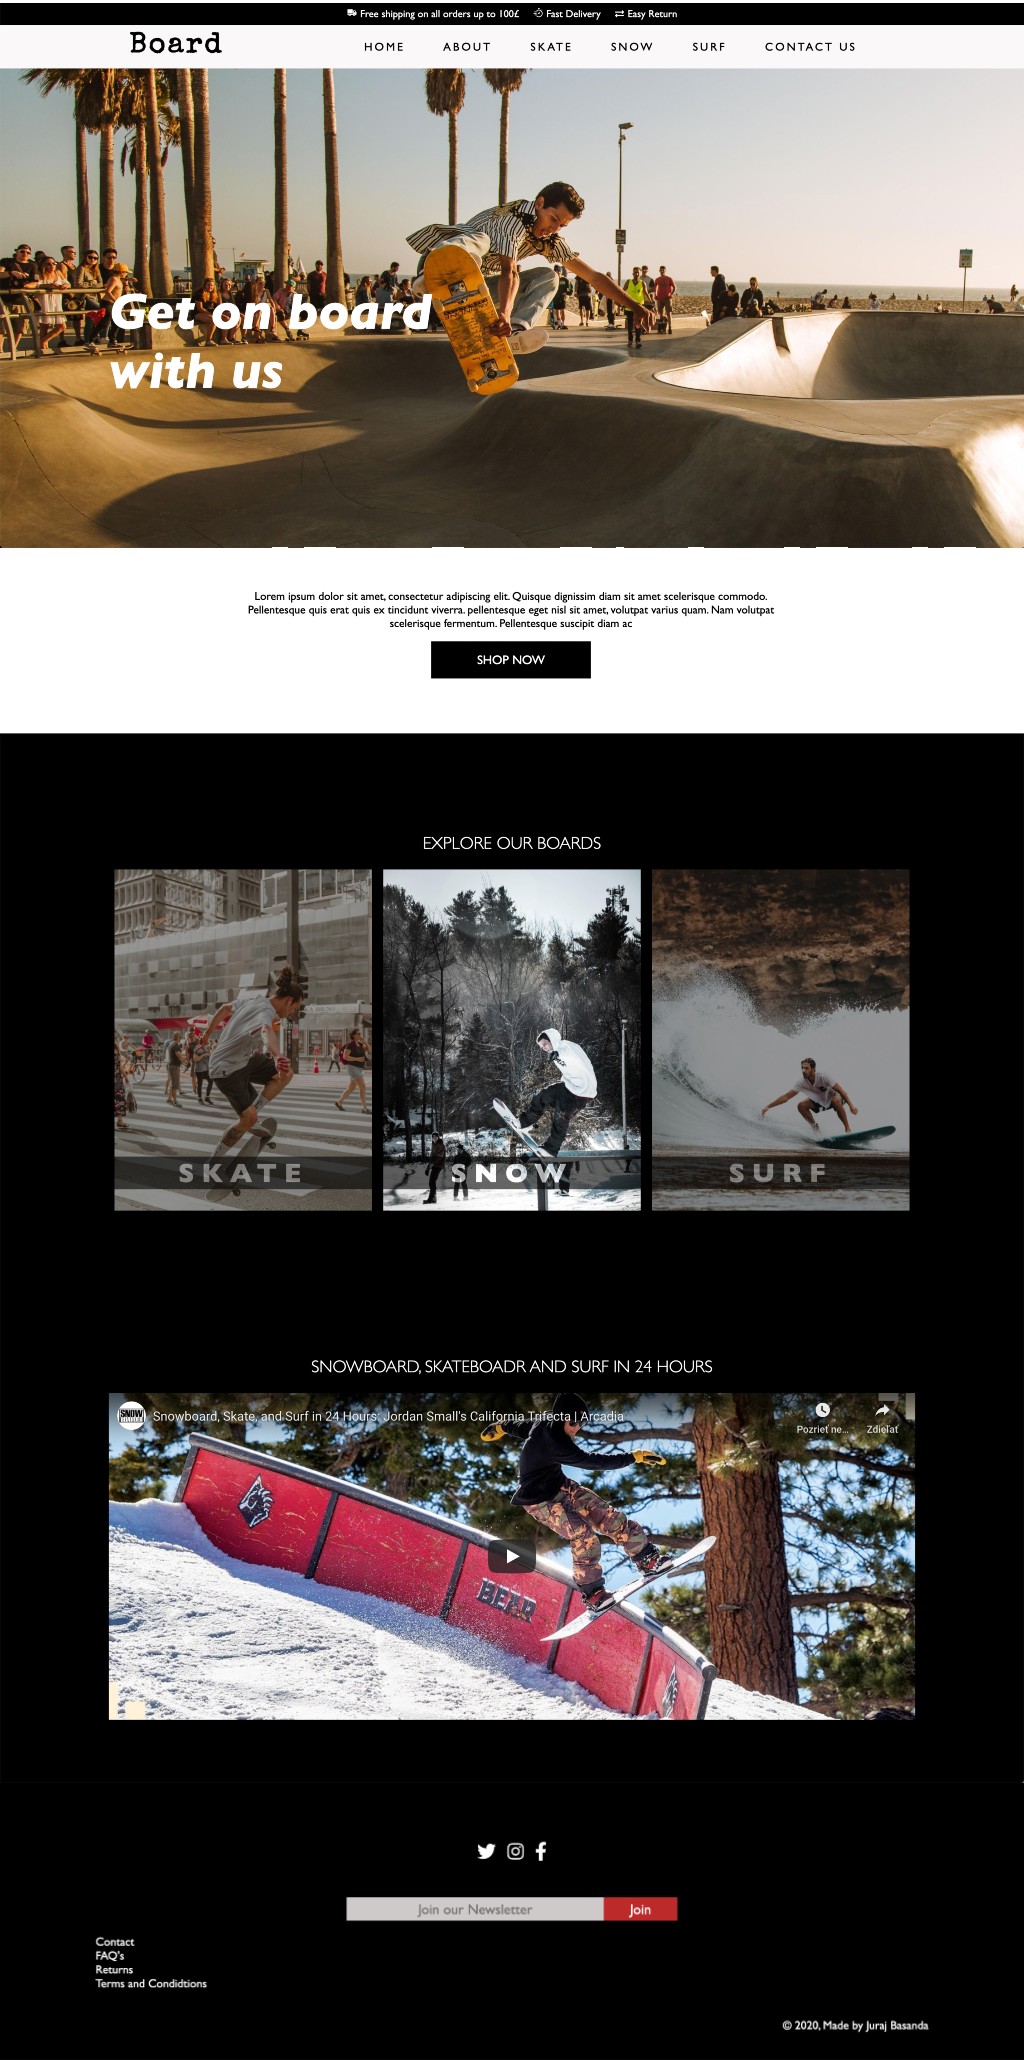 Free shipping on all orders up to 100£ Fast Delivery Easy Return
Board HOME ABOUT SKATE SNOW SURF CONTACT US
Get on board
with us
Lorem ipsum dolor sit amet, consectetur adipiscing elit. Quisque dignissim diam sit amet scelerisque commodo.
Pellentesque quis erat quis ex tincidunt viverra. pellentesque eget nisl sit amet, volutpat varius quam. Nam volutpat
scelerisque fermentum. Pellentesque suscipit diam ac
SHOP NOW
EXPLORE OUR BOARDS
SKATE SNOW SURF
SNOWBOARD, SKATEBOADR AND SURF IN 24 HOURS
SNOW Snowboard, Skate, and Surf in 24 Hours: Jordan Small's California Trifecta | Arcadia
Pozrieť ne... Zdieľať
BEAR
Join our Newsletter Join
Contact
FAQ's
Returns
Terms and Condidtions
© 2020, Made by Juraj Basanda